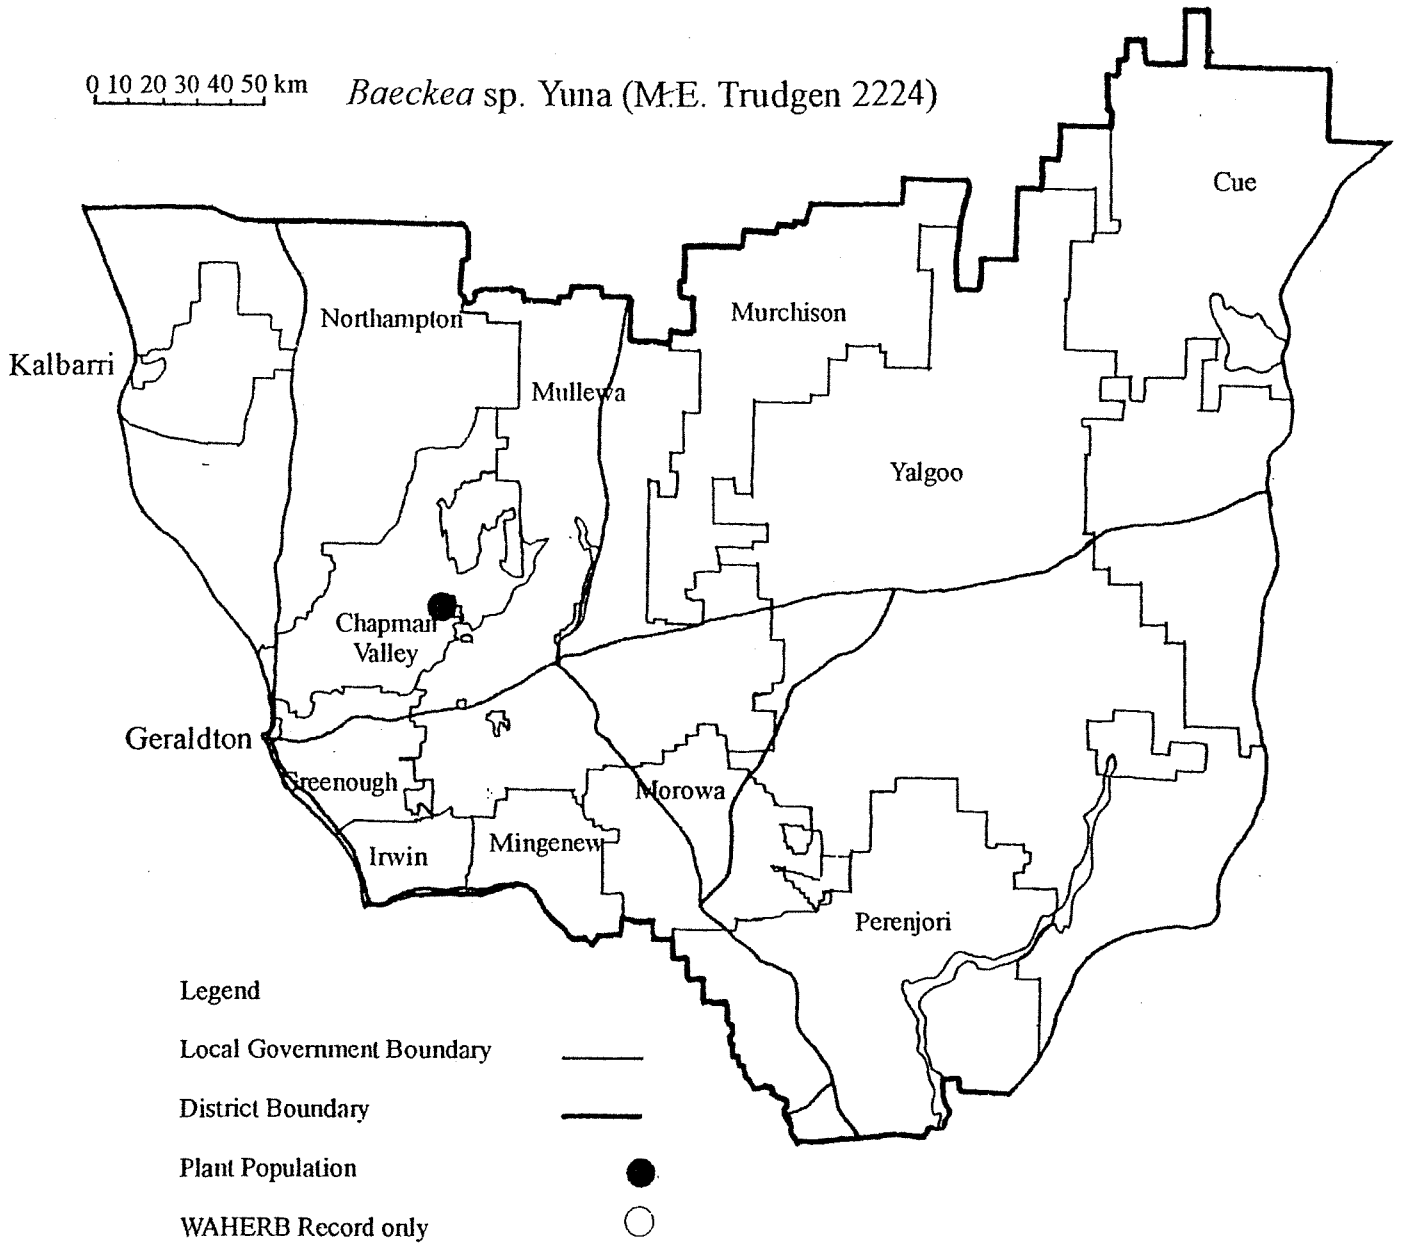 0 10 20 30 40 50 km
Baeckea sp. Yuna (M.E. Trudgen 2224)
Cue
Northampton
Murchison
Kalbarri
Mullewa
Yalgoo
Chapman
Valley
Geraldton
Greenough
Morowa
Irwin
Mingenew
Perenjori
Legend
Local Government Boundary
District Boundary
Plant Population
WAHERB Record only